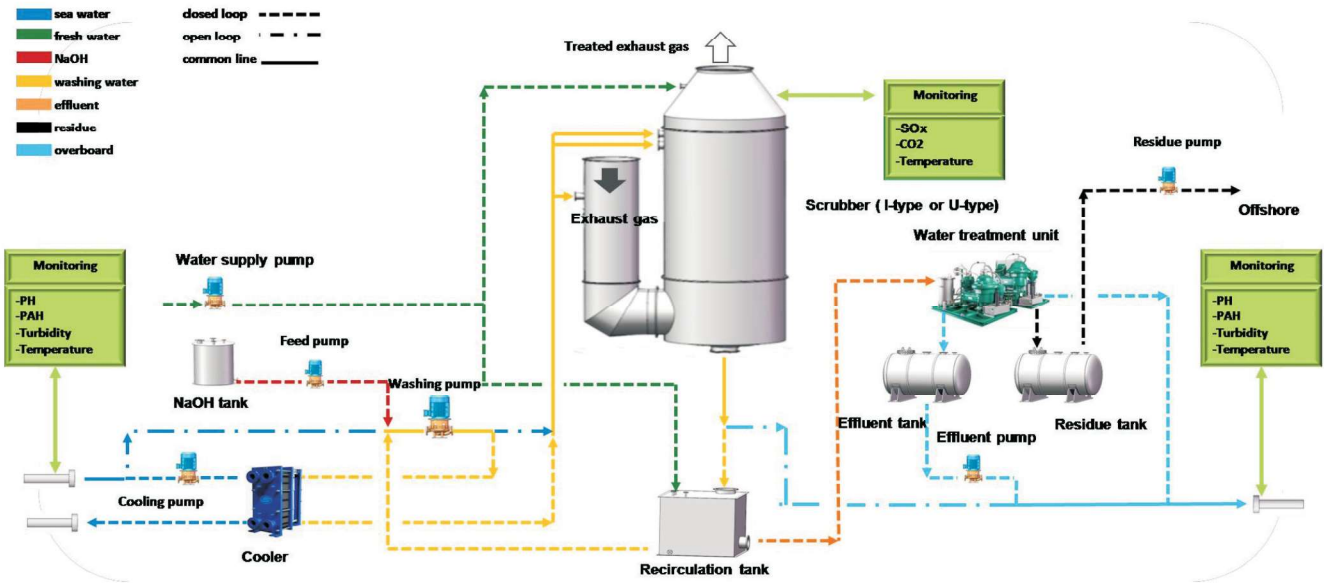 sea water
fresh water
NaOH
washing water
effluent
residue
overboard
closed loop
open loop
common line
Treated exhaust gas
Monitoring
-SOx
-CO2
-Temperature
Residue pump
Exhaust gas
Scrubber ( I-type or U-type)
Offshore
Water treatment unit
Monitoring
-PH
-PAH
-Turbidity
-Temperature
Water supply pump
Monitoring
-PH
-PAH
-Turbidity
-Temperature
Feed pump
NaOH tank
Washing pump
Effluent tank
Residue tank
Effluent pump
Cooling pump
Cooler
Recirculation tank